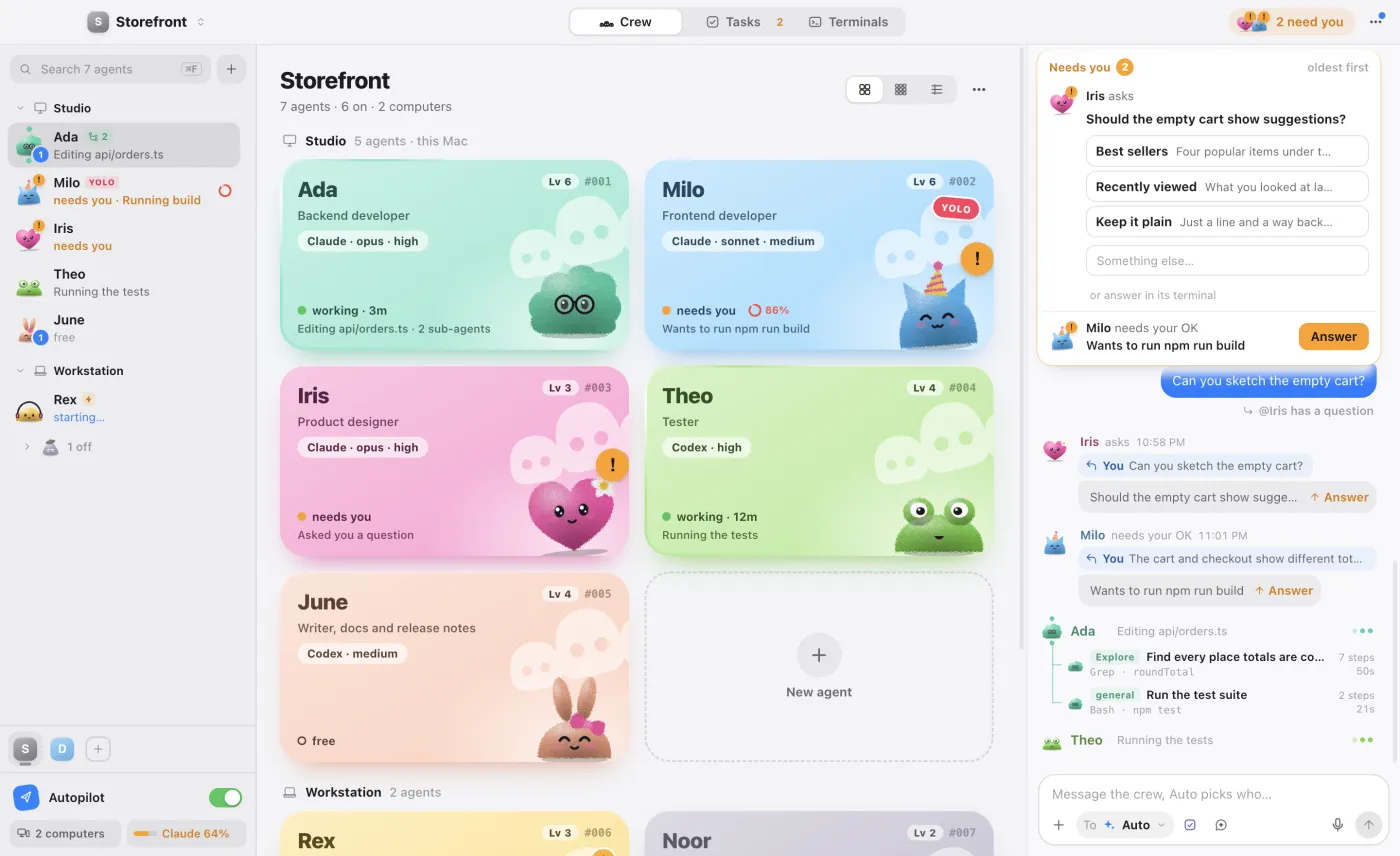 S Storefront
Crew
Tasks 2
Terminals
2 need you
Search 7 agents ⌘F
Studio
Ada 2
1 Editing api/orders.ts
Milo YOLO
needs you · Running build
Iris
needs you
Theo
Running the tests
June
1 free
Workstation
Rex
starting...
1 off
S D
Autopilot
2 computers
Claude 64%
Storefront
7 agents · 6 on · 2 computers
Studio 5 agents · this Mac
Ada Lv 6 #001
Backend developer
Claude · opus · high
working · 3m
Editing api/orders.ts · 2 sub-agents
Milo Lv 6 #002
Frontend developer YOLO
Claude · sonnet · medium
!
needs you 86%
Wants to run npm run build
Iris Lv 3 #003
Product designer
Claude · opus · high
!
needs you
Asked you a question
Theo Lv 4 #004
Tester
Codex · high
working · 12m
Running the tests
June Lv 4 #005
Writer, docs and release notes
Codex · medium
free
New agent
Workstation 2 agents
Rex Lv 3 #006
Noor Lv 2 #007
Needs you 2 oldest first
Iris asks
Should the empty cart show suggestions?
Best sellers Four popular items under t...
Recently viewed What you looked at la...
Keep it plain Just a line and a way back...
Something else...
or answer in its terminal
Milo needs your OK
Wants to run npm run build
Answer
Can you sketch the empty cart?
@Iris has a question
Iris asks 10:58 PM
You Can you sketch the empty cart?
Should the empty cart show sugge... Answer
Milo needs your OK 11:01 PM
You The cart and checkout show different tot...
Wants to run npm run build Answer
Ada Editing api/orders.ts
Explore Find every place totals are co... 7 steps
Grep · roundTotal 50s
general Run the test suite 2 steps
Bash · npm test 21s
Theo Running the tests
Message the crew, Auto picks who...
To Auto